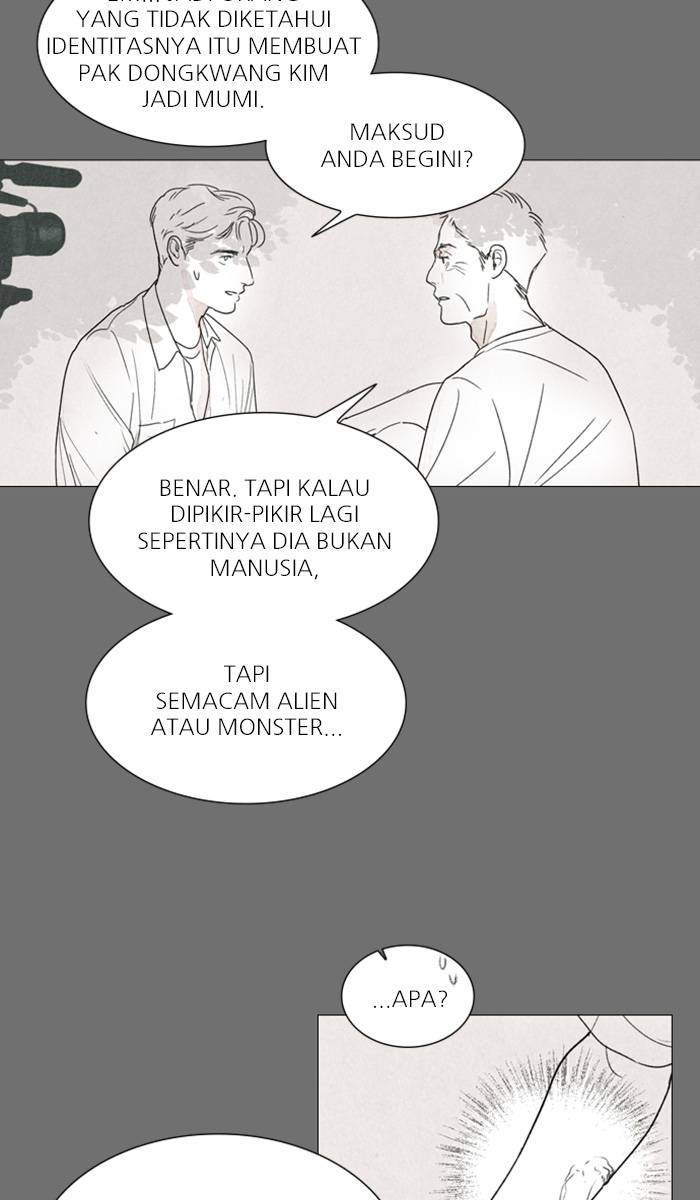 YANG TIDAK DIKETAHUI
IDENTITASNYA ITU MEMBUAT
PAK DONGKWANG KIM
JADI MUMI.
MAKSUD
ANDA BEGINI?
BENAR. TAPI KALAU
DIPIKIR-PIKIR LAGI
SEPERTINYA DIA BUKAN
MANUSIA,
TAPI
SEMACAM ALIEN
ATAU MONSTER...
...APA?